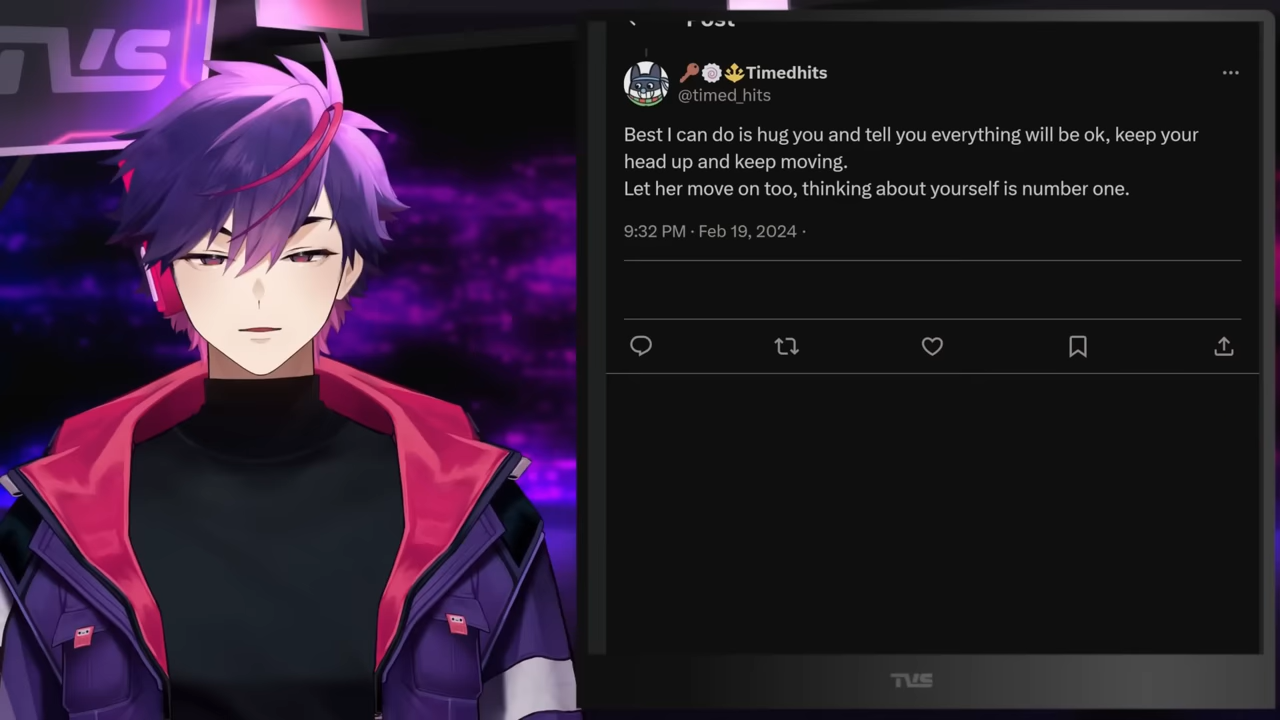 TVS
Post
Timedhits
@timed_hits
Best I can do is hug you and tell you everything will be ok, keep your
head up and keep moving.
Let her move on too, thinking about yourself is number one.
9:32 PM · Feb 19, 2024 ·
TVS